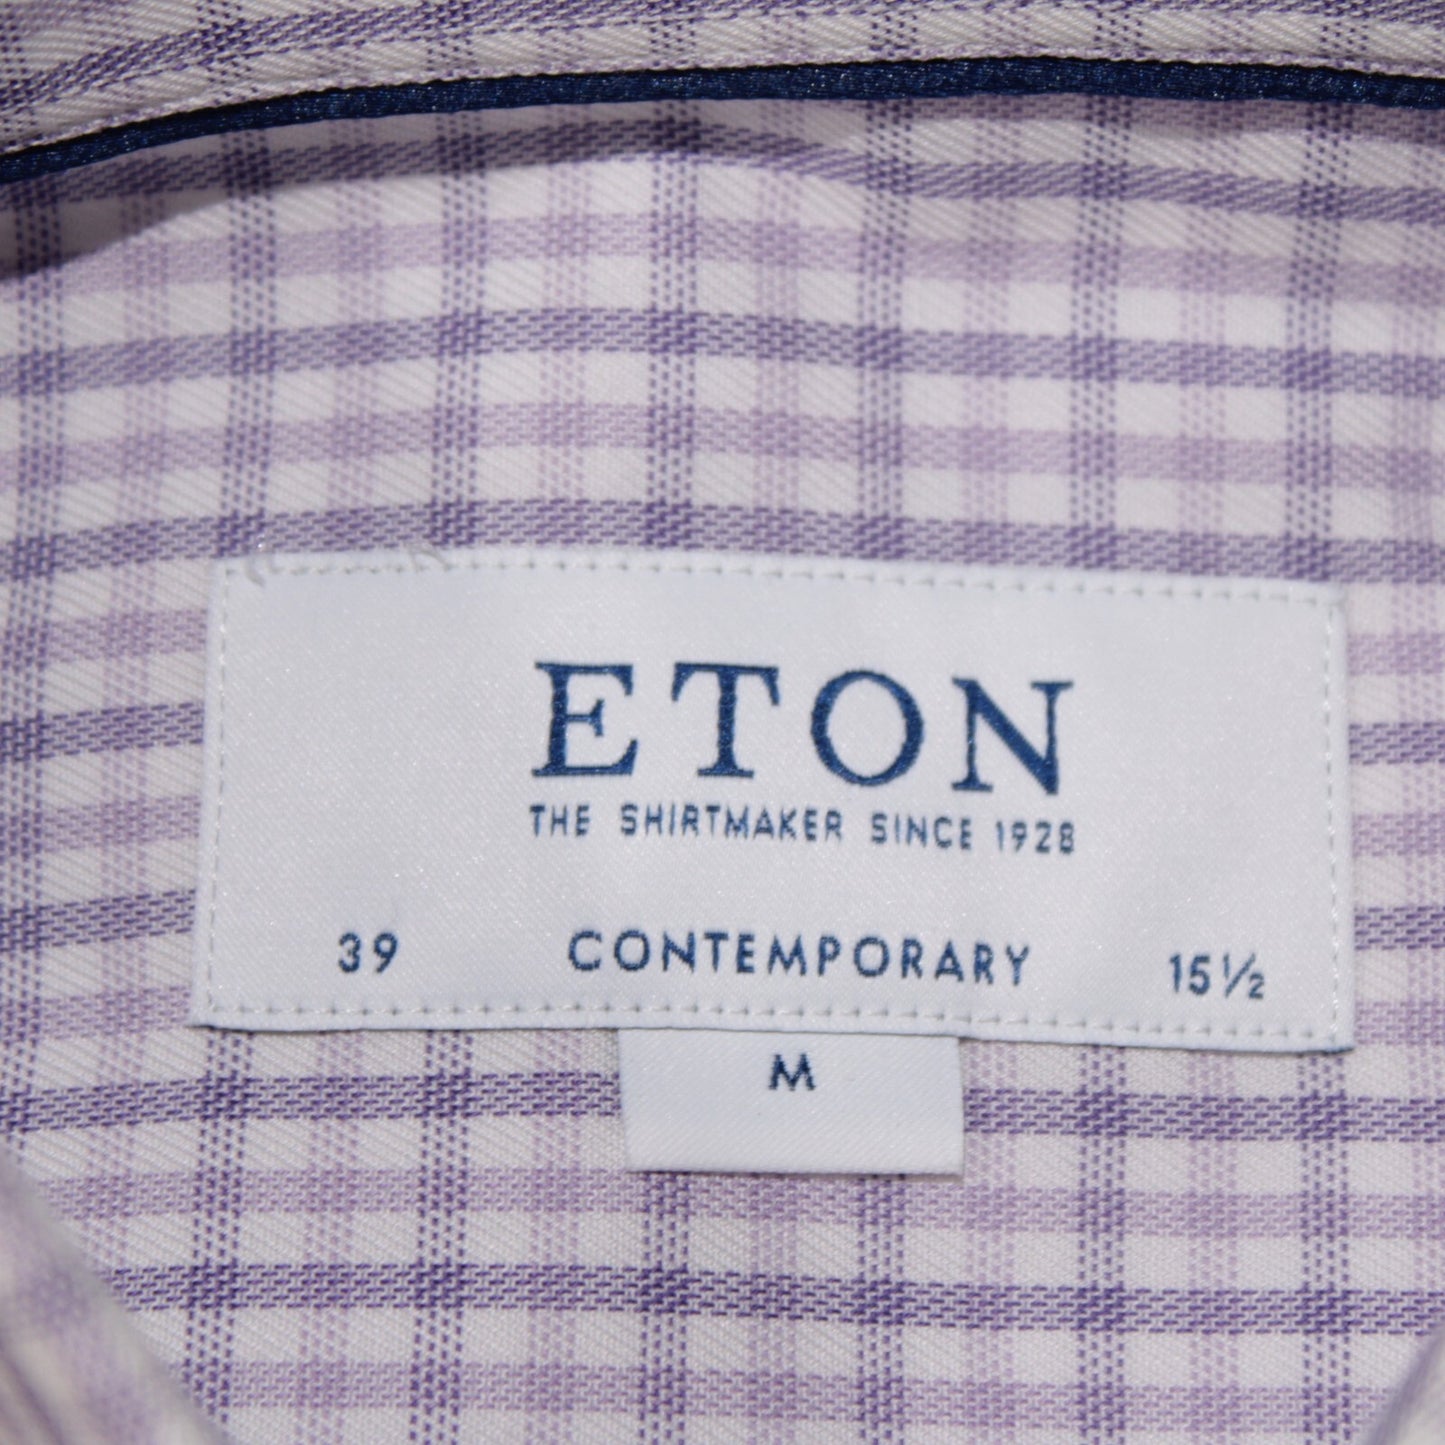 ETON
THE SHIRTMAKER SINCE 1928
39 CONTEMPORARY 15½
M